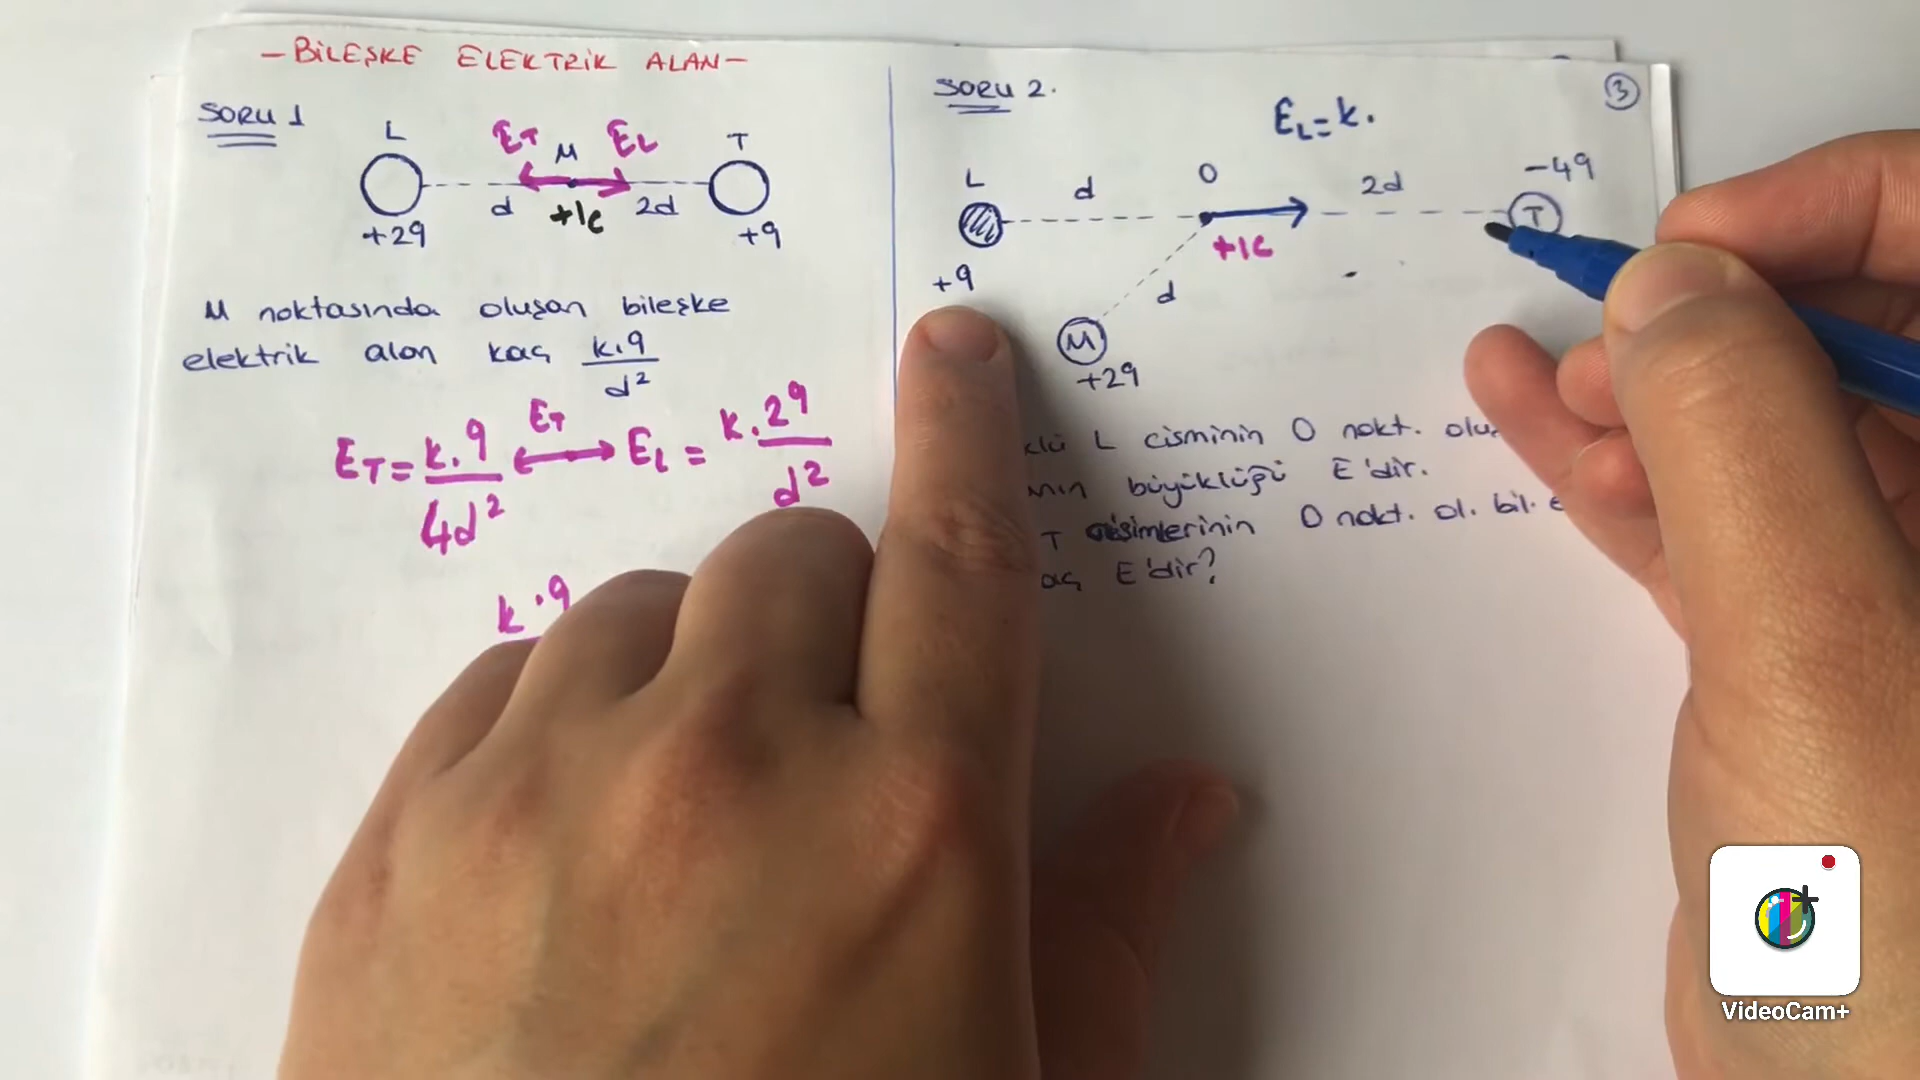 -BİLEŞKE ELEKTRİK ALAN-
SORU 1
L ET M EL T
d +1c 2d
+2q +q
M noktasında oluşan bileşke
elektrik alan kaç k.q/d²
ET = k.q/4d² ET EL = k.2q/d²
k.q
SORU 2.
3
EL = k.
L d O 2d -4q
T
+1c
+q
d
M
+2q
L cisminin O nokt.
büyüklüğü E'dir.
T cisimlerinin O nokt. ol. bil.
E'dir?
VideoCam+